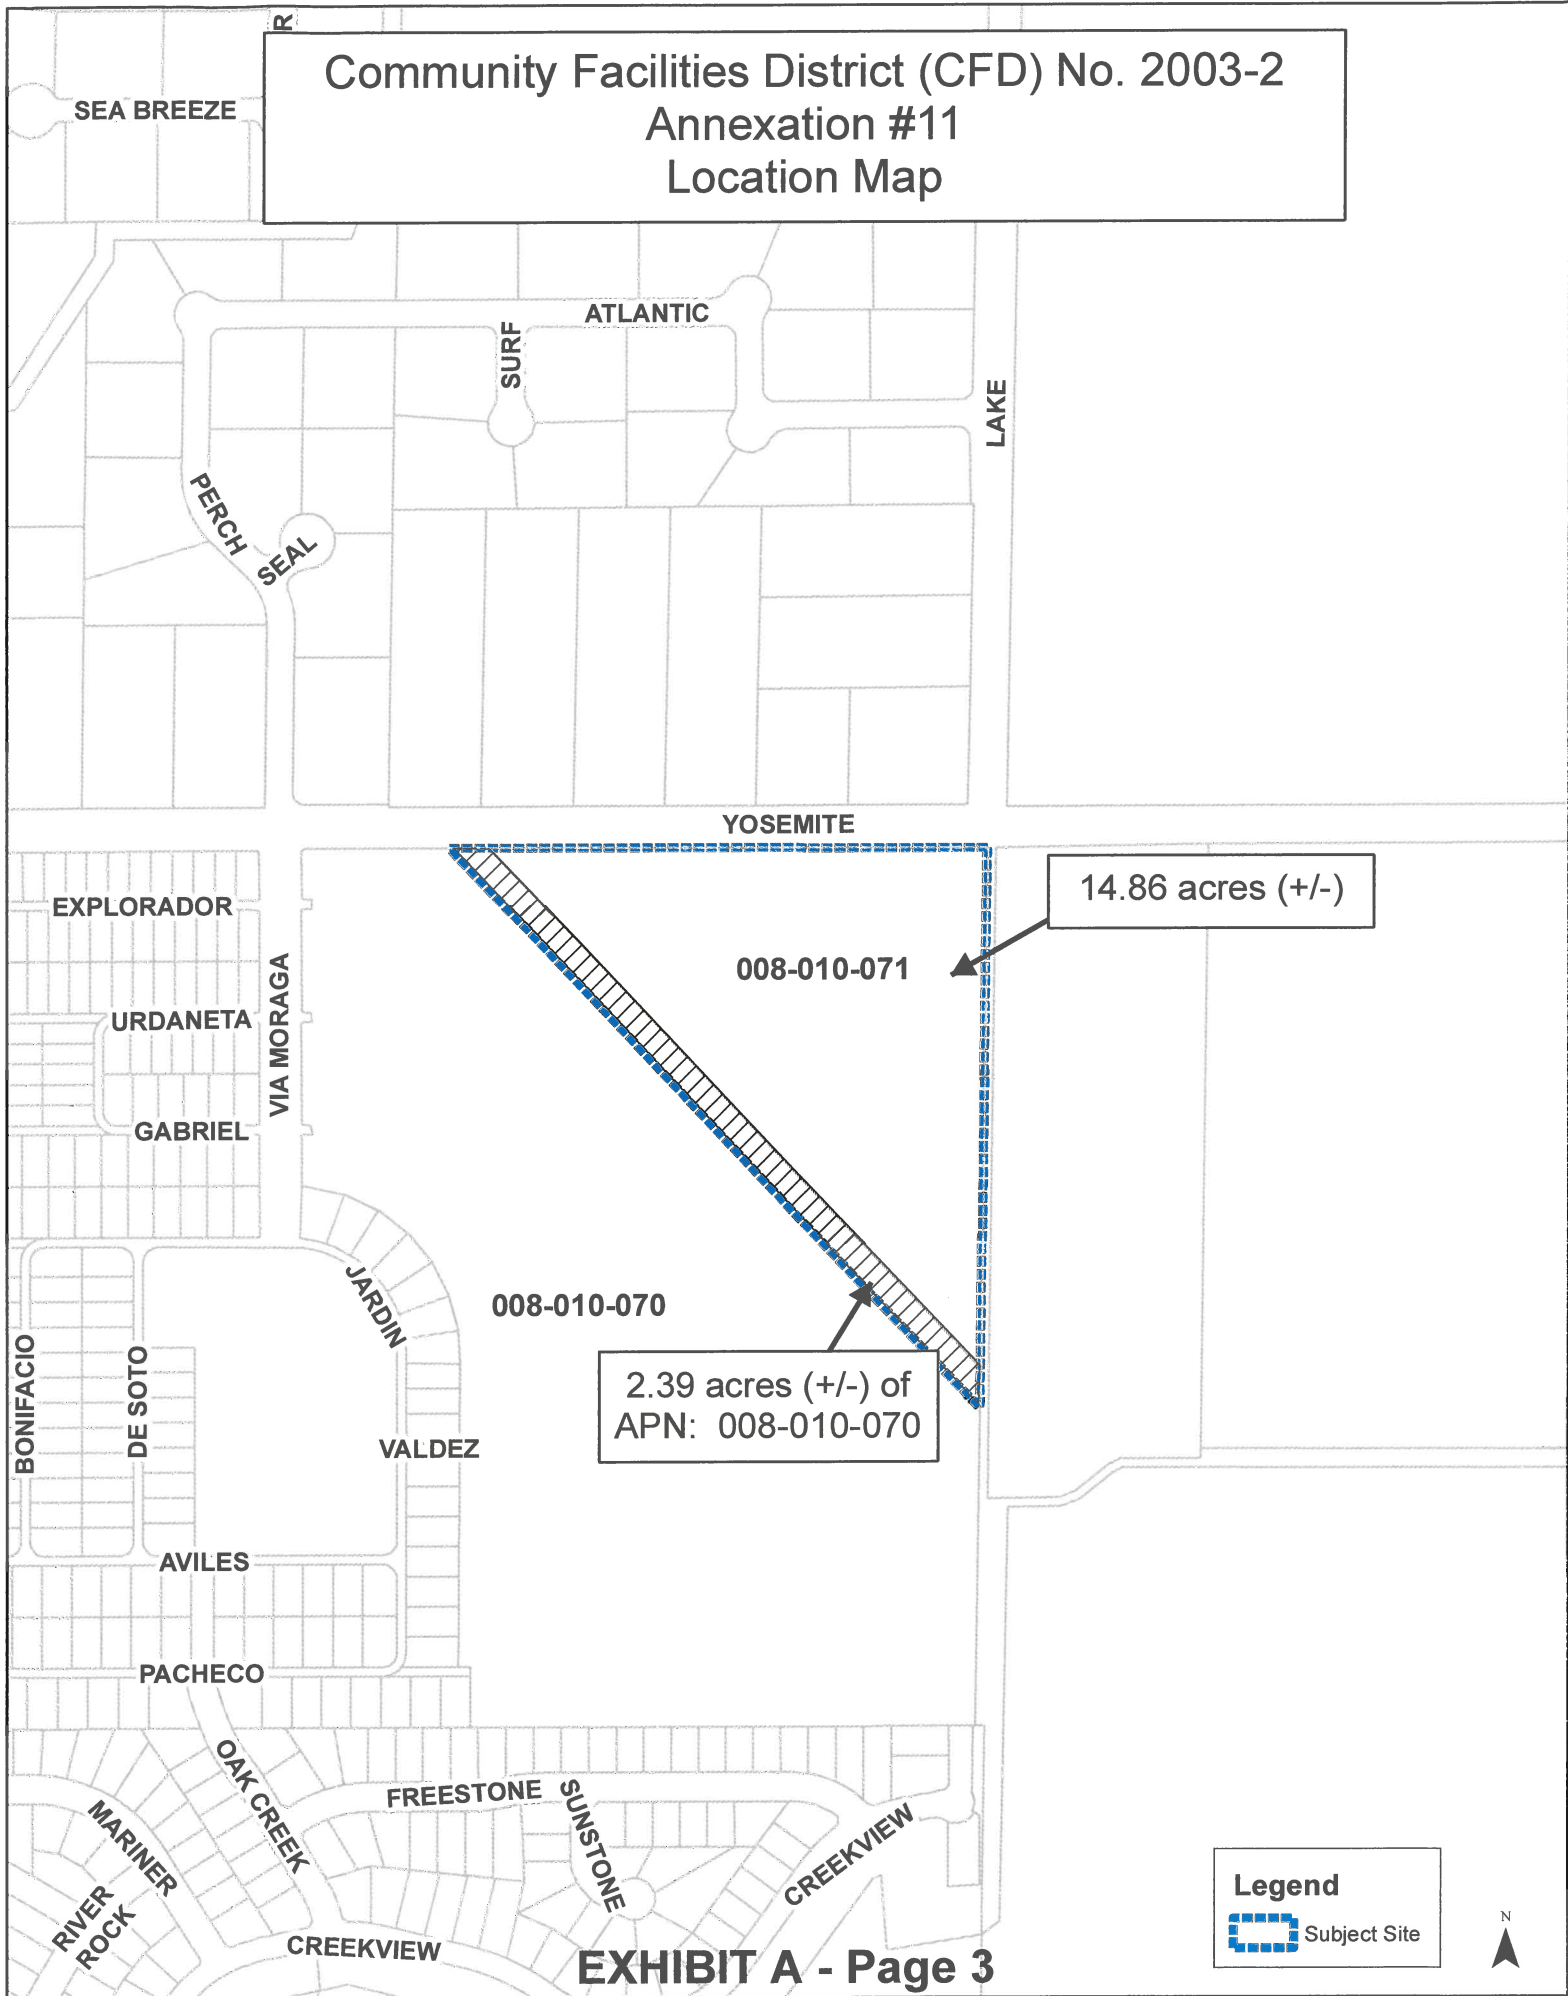 R
Community Facilities District (CFD) No. 2003-2
Annexation #11
Location Map
SEA BREEZE
ATLANTIC
SURF
LAKE
PERCH
SEAL
YOSEMITE
14.86 acres (+/-)
EXPLORADOR
008-010-071
URDANETA
VIA MORAGA
GABRIEL
JARDIN
008-010-070
BONIFACIO
DE SOTO
2.39 acres (+/-) of
APN: 008-010-070
VALDEZ
AVILES
PACHECO
OAK CREEK
FREESTONE
SUNSTONE
MARINER
CREEKVIEW
RIVER
ROCK
CREEKVIEW
Legend
Subject Site
N
EXHIBIT A - Page 3